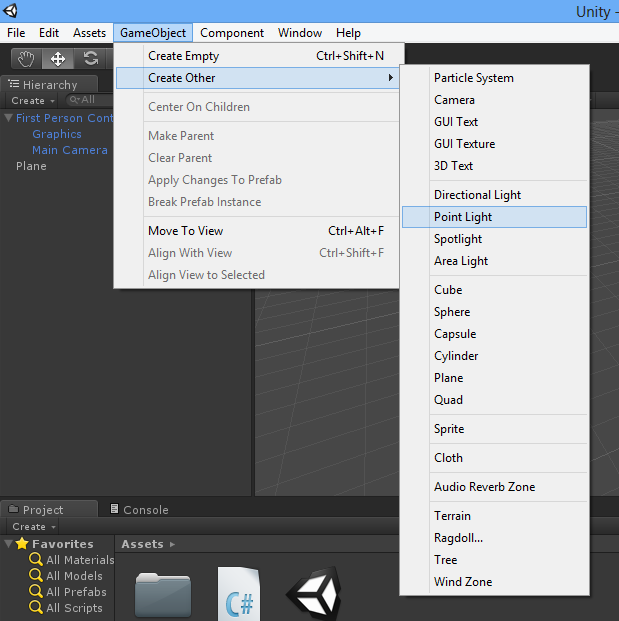 Unity -
File Edit Assets GameObject Component Window Help
Create Empty Ctrl+Shift+N
Create Other
Center On Children
Make Parent
Clear Parent
Apply Changes To Prefab
Break Prefab Instance
Move To View Ctrl+Alt+F
Align With View Ctrl+Shift+F
Align View to Selected
Particle System
Camera
GUI Text
GUI Texture
3D Text
Directional Light
Point Light
Spotlight
Area Light
Cube
Sphere
Capsule
Cylinder
Plane
Quad
Sprite
Cloth
Audio Reverb Zone
Terrain
Ragdoll...
Tree
Wind Zone
Hierarchy
Create All
First Person Cont
Graphics
Main Camera
Plane
Project Console
Create
Favorites
All Materials
All Models
All Prefabs
All Scripts
Assets
C#